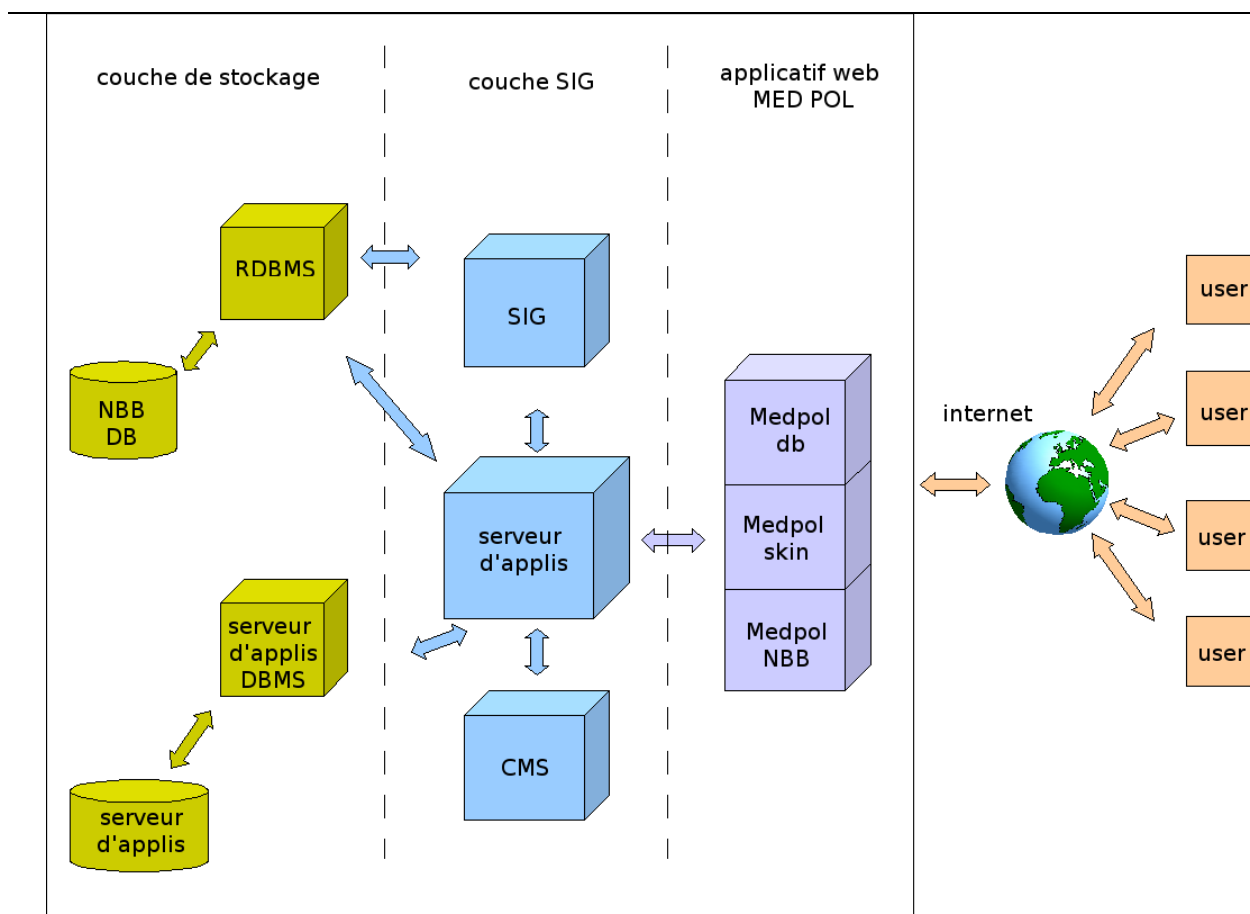 couche de stockage
couche SIG
applicatif web
MED POL
RDBMS
SIG
NBB
DB
Medpol
db
internet
user
user
serveur
d'applis
Medpol
skin
user
serveur
d'applis
DBMS
Medpol
NBB
user
CMS
serveur
d'applis